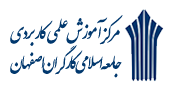 مرکز آموزش علمی کاربردی
جامعه اسلامی کارگران اصفهان